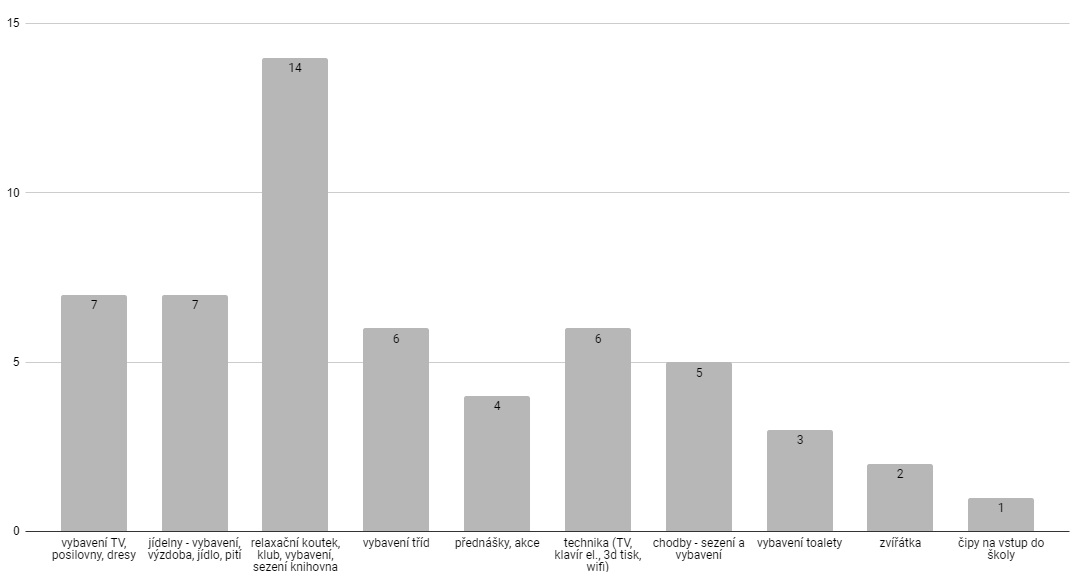 15
10
5
0
7
7
14
6
4
6
5
3
2
1
vybavení TV,
posilovny, dresy
jídelny - vybavení,
výzdoba, jídlo, pití
relaxační koutek,
klub, vybavení,
sezení knihovna
vybavení tříd
přednášky, akce
technika (TV,
klavír el., 3d tisk,
wifi)
chodby - sezení a
vybavení
vybavení toalety
zvířátka
čipy na vstup do
školy